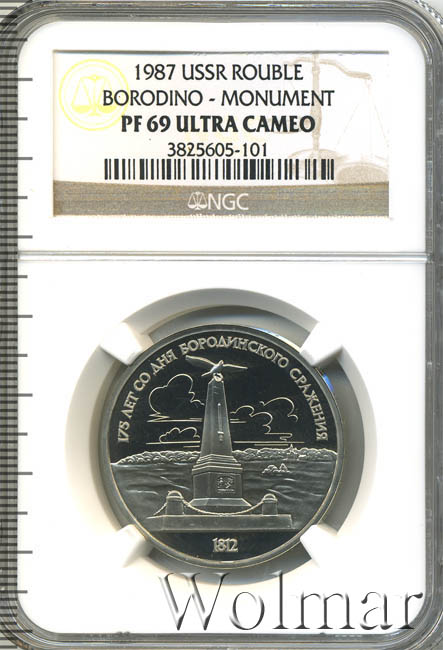 1987 USSR ROUBLE
BORODINO - MONUMENT
PF 69 ULTRA CAMEO
3825605-101
NGC
175 ЛЕТ СО ДНЯ БОРОДИНСКОГО СРАЖЕНИЯ
1812
Wolmar